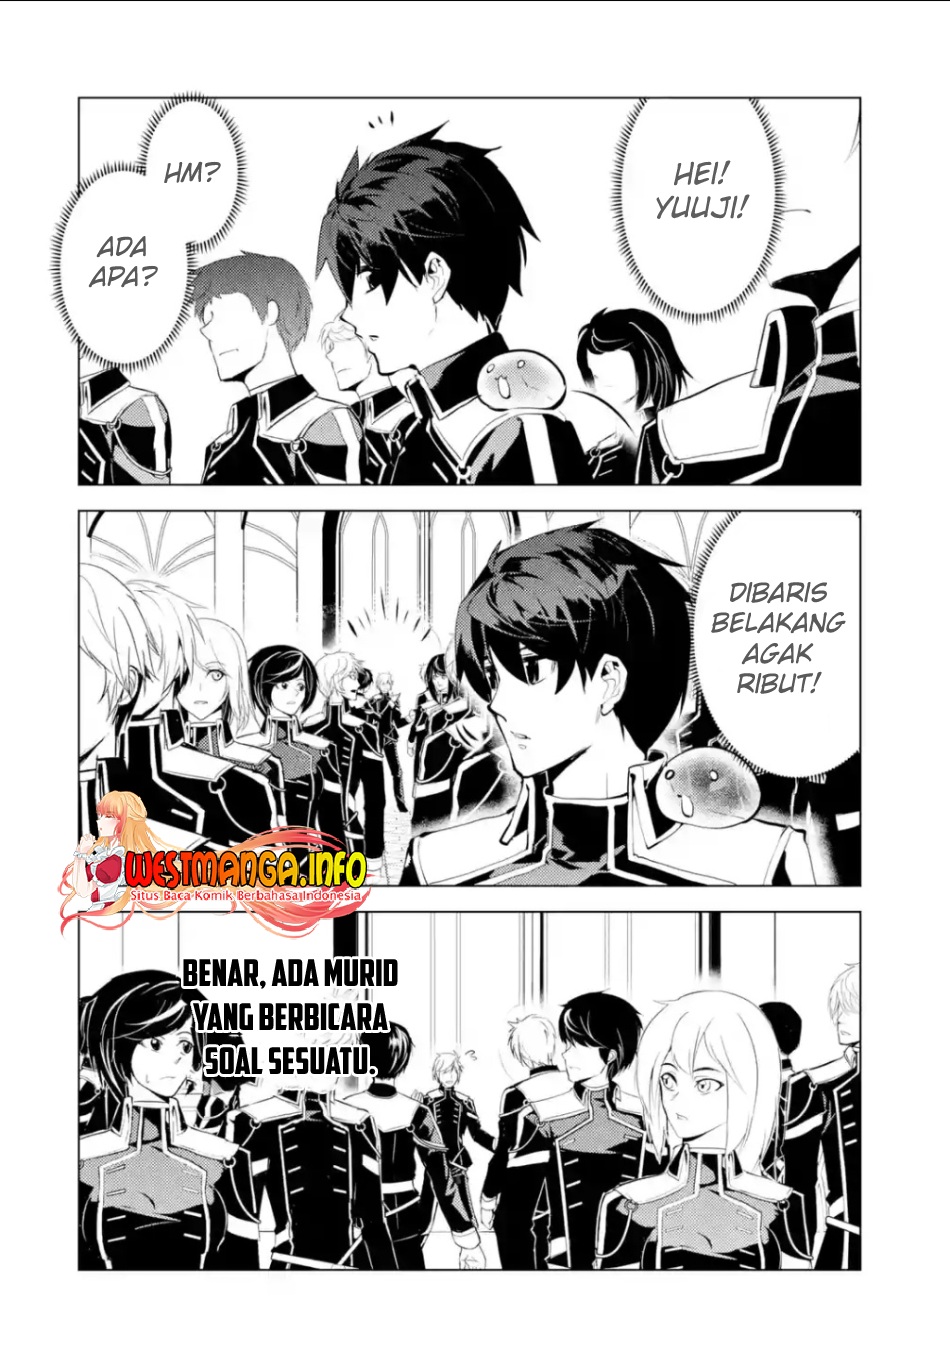 HEI!
YUUJI!
HM?
ADA
APA?
DIBARIS
BELAKANG
AGAK
RIBUT!
WESTMANGA.INFO
Situs Baca Komik Berbahasa Indonesia
BENAR, ADA MURID
YANG BERBICARA
SOAL SESUATU.